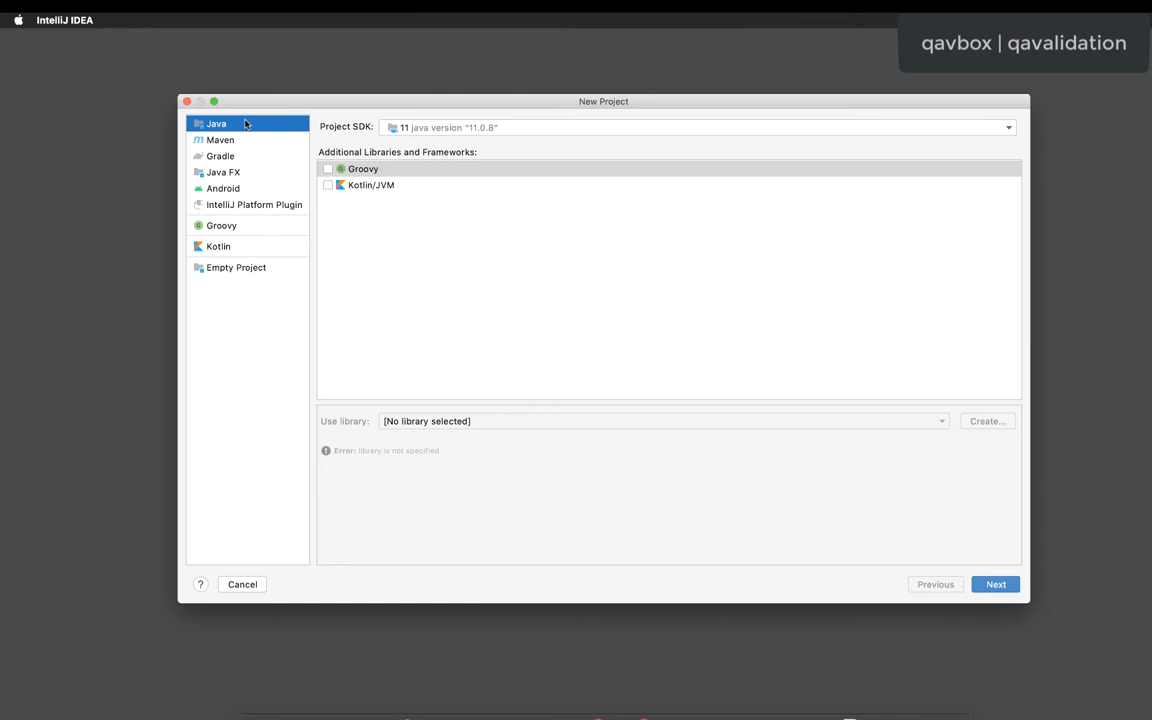 IntelliJ IDEA
qavbox | qavalidation
New Project
Java
Maven
Gradle
Java FX
Android
IntelliJ Platform Plugin
Groovy
Kotlin
Empty Project
Project SDK: 11 java version "11.0.8"
Additional Libraries and Frameworks:
Groovy
Kotlin/JVM
Use library: [No library selected] Create...
Error: library is not specified
? Cancel Previous Next